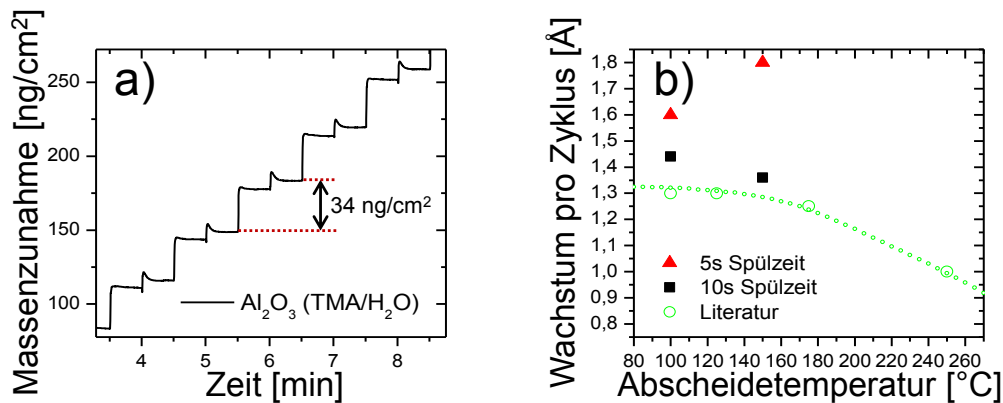 a)
Massenzunahme [ng/cm²]
250
200
150
100
34 ng/cm²
Al₂O₃ (TMA/H₂O)
4 5 6 7 8
Zeit [min]
b)
Wachstum pro Zyklus [Å]
1,8
1,7
1,6
1,5
1,4
1,3
1,2
1,1
1,0
0,9
0,8
5s Spülzeit
10s Spülzeit
Literatur
80 100 120 140 160 180 200 220 240 260
Abscheidetemperatur [°C]